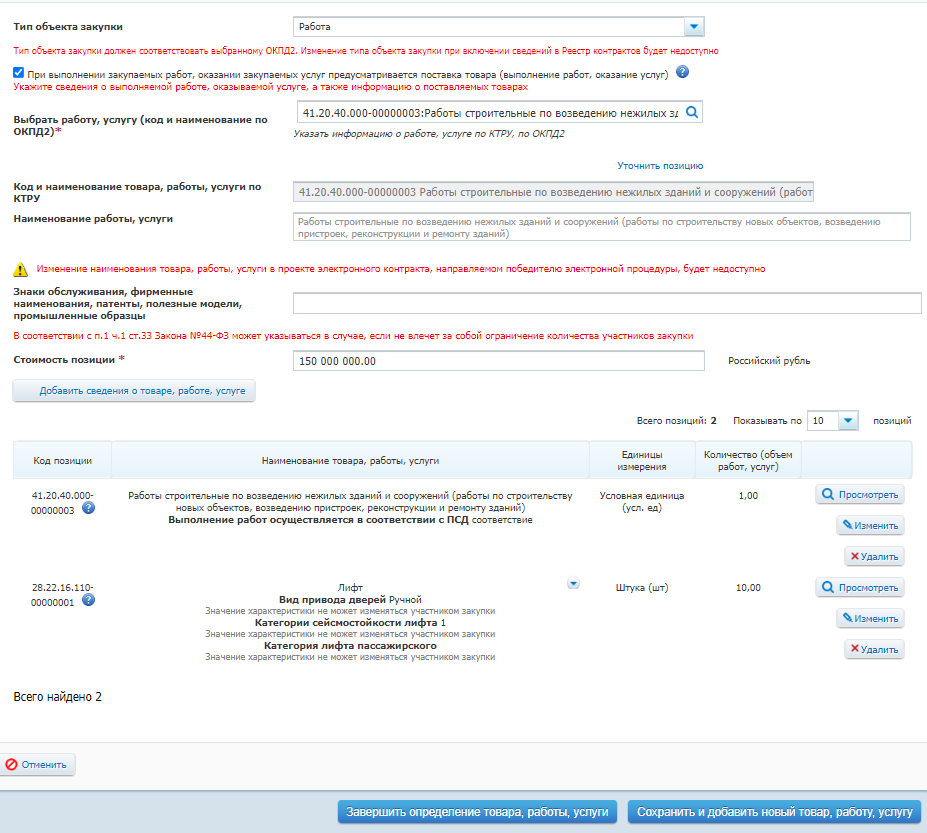 Тип объекта закупки
Работа
Тип объекта закупки должен соответствовать выбранному ОКПД2. Изменение типа объекта закупки при включении сведений в Реестр контрактов будет недоступно
При выполнении закупаемых работ, оказании закупаемых услуг предусматривается поставка товара (выполнение работ, оказание услуг)
Укажите сведения о выполняемой работе, оказываемой услуге, а также информацию о поставляемых товарах
Выбрать работу, услугу (код и наименование по
ОКПД2)*
41.20.40.000-00000003:Работы строительные по возведению нежилых зд
Указать информацию о работе, услуге по КТРУ, по ОКПД2
Уточнить позицию
Код и наименование товара, работы, услуги по
КТРУ
41.20.40.000-00000003 Работы строительные по возведению нежилых зданий и сооружений (работ
Наименование работы, услуги
Работы строительные по возведению нежилых зданий и сооружений (работы по строительству новых объектов, возведению
пристроек, реконструкции и ремонту зданий)
Изменение наименования товара, работы, услуги в проекте электронного контракта, направляемом победителю электронной процедуры, будет недоступно
Знаки обслуживания, фирменные
наименования, патенты, полезные модели,
промышленные образцы
В соответствии с п.1 ч.1 ст.33 Закона №44-ФЗ может указываться в случае, если не влечет за собой ограничение количества участников закупки
Стоимость позиции *
150 000 000.00
Российский рубль
Добавить сведения о товаре, работе, услуге
Всего позиций: 2 Показывать по 10 позиций
Код позиции
Наименование товара, работы, услуги
Единицы
измерения
Количество (объем
работ, услуг)
41.20.40.000-
00000003
Работы строительные по возведению нежилых зданий и сооружений (работы по строительству
новых объектов, возведению пристроек, реконструкции и ремонту зданий)
Выполнение работ осуществляется в соответствии с ПСД соответствие
Условная единица
(усл. ед)
1,00
Просмотреть
Изменить
Удалить
28.22.16.110-
00000001
Лифт
Вид привода дверей Ручной
Значение характеристики не может изменяться участником закупки
Категории сейсмостойкости лифта 1
Значение характеристики не может изменяться участником закупки
Категория лифта пассажирского
Значение характеристики не может изменяться участником закупки
Штука (шт)
10,00
Просмотреть
Изменить
Удалить
Всего найдено 2
Отменить
Завершить определение товара, работы, услуги
Сохранить и добавить новый товар, работу, услугу